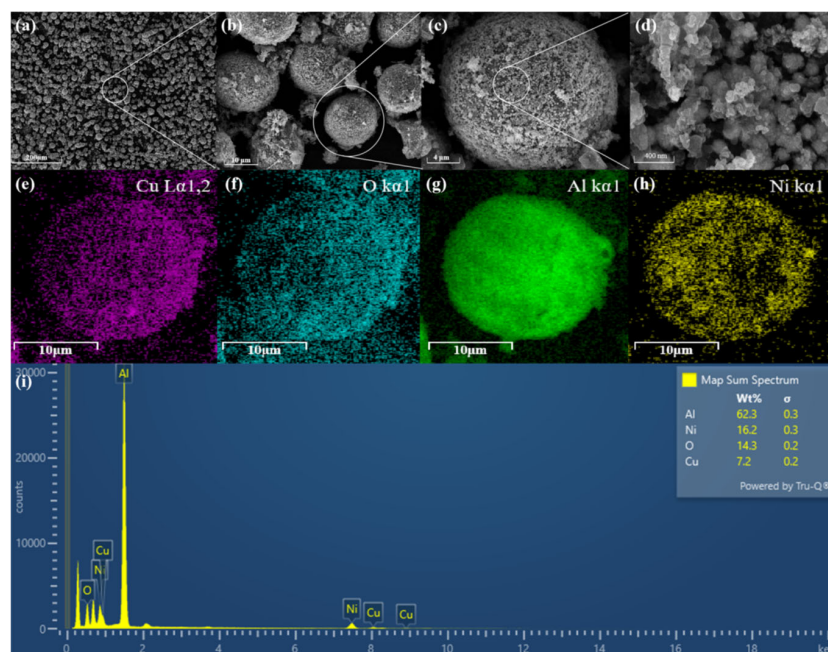 (a)
(b)
(c)
(d)
200μm
10 μm
4 μm
400 nm
(e) Cu Lα1,2
(f) O kα1
(g) Al kα1
(h) Ni kα1
10μm
10μm
10μm
10μm
(i)
30000
20000
10000
0
counts
Al
Cu
Ni
O
Ni
Cu
Cu
0 2 4 6 8 10 12 14 16 18
Map Sum Spectrum
Wt% σ
Al 62.3 0.3
Ni 16.2 0.3
O 14.3 0.2
Cu 7.2 0.2
Powered by Tru-Q®